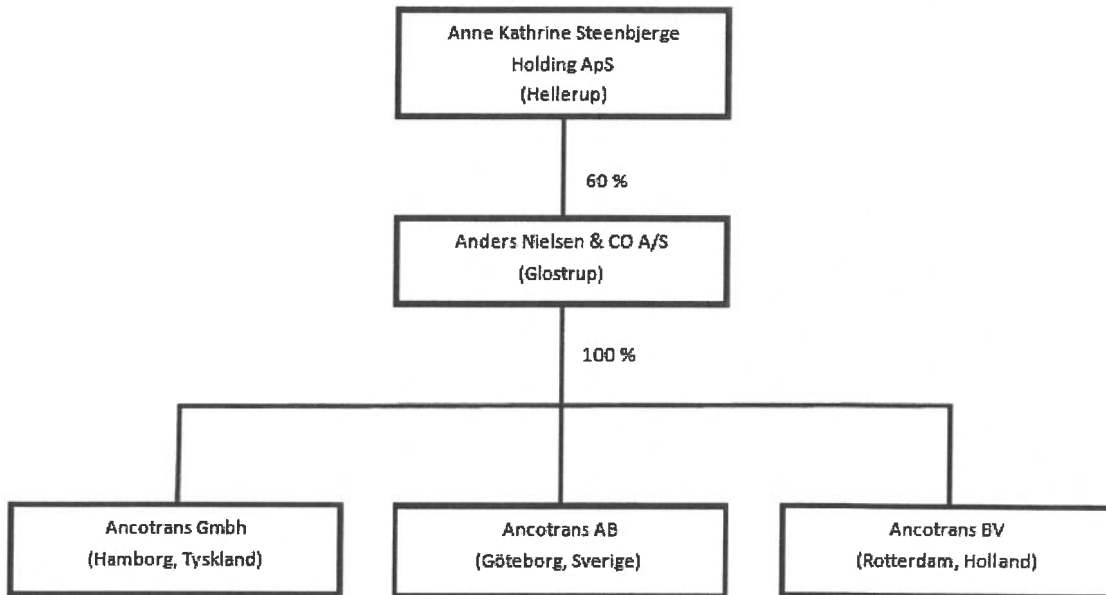 Anne Kathrine Steenbjerge
Holding ApS
(Hellerup)
60 %
Anders Nielsen & CO A/S
(Glostrup)
100 %
Ancotrans Gmbh
(Hamborg, Tyskland)
Ancotrans AB
(Göteborg, Sverige)
Ancotrans BV
(Rotterdam, Holland)